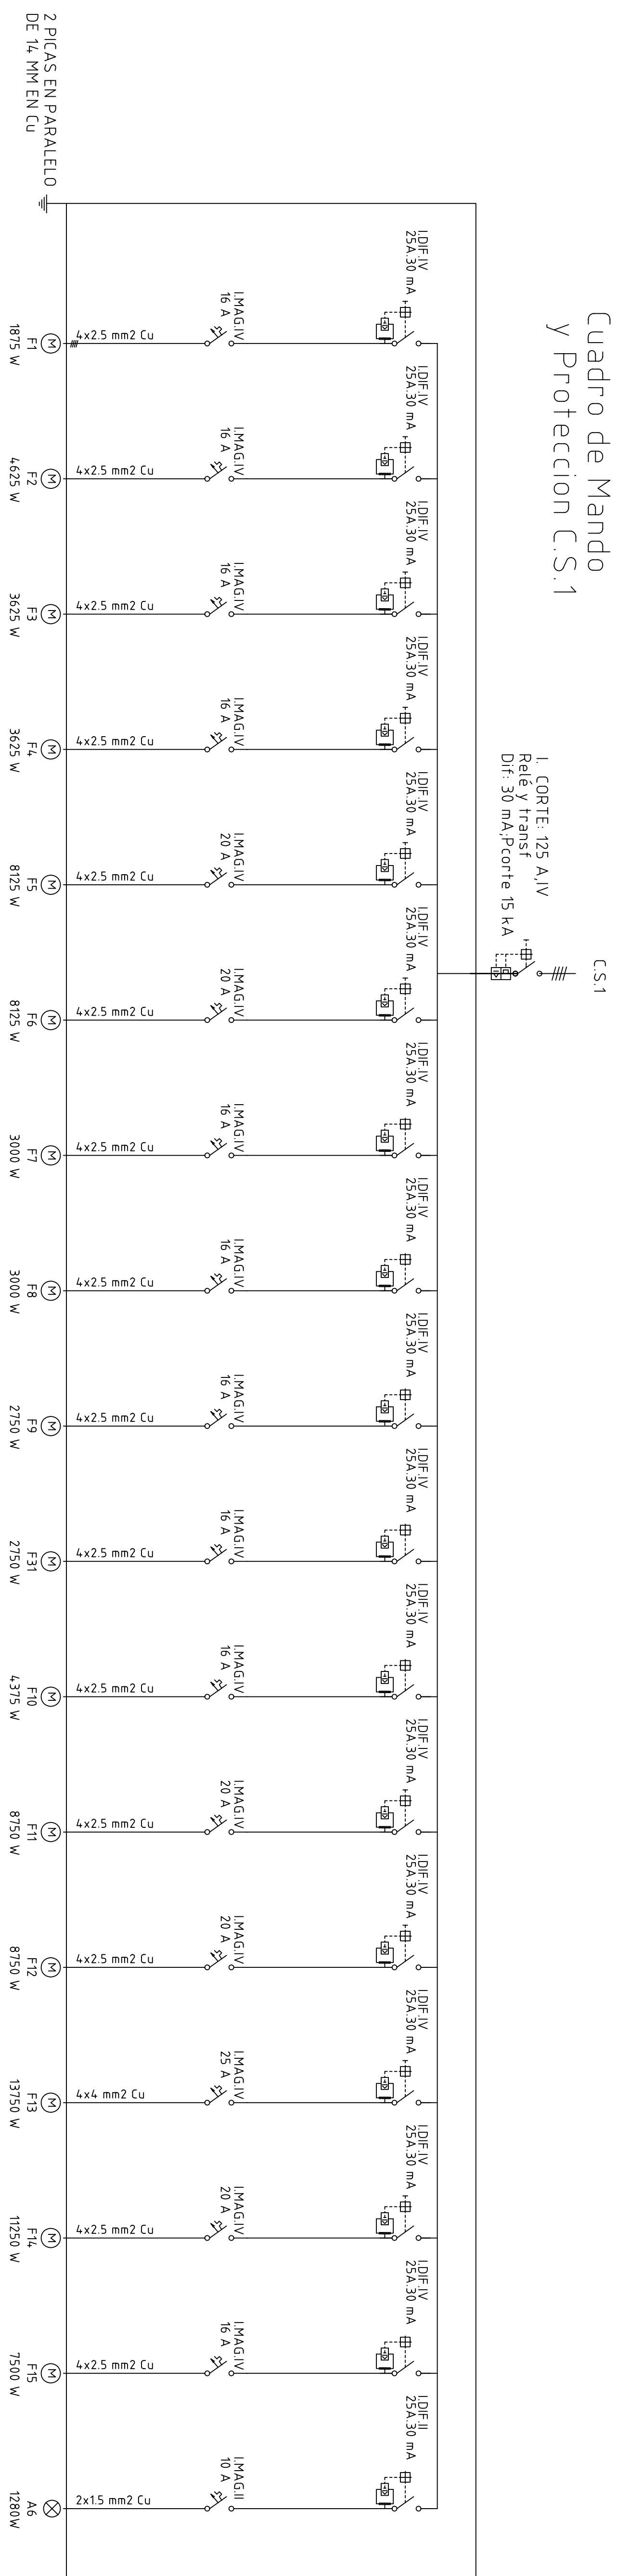 Cuadro de Mando
y Proteccion C.S.1
C.S.1
I. CORTE: 125 A,IV
Relé y transf
Dif: 30 mA;Pcorte 15 kA
2 PICAS EN PARALELO
DE 14 MM EN Cu
I.DIF.IV
25A.30 mA
I.MAG.IV
16 A
4x2.5 mm2 Cu
M
F1
1875 W
I.DIF.IV
25A.30 mA
I.MAG.IV
16 A
4x2.5 mm2 Cu
M
F2
4625 W
I.DIF.IV
25A.30 mA
I.MAG.IV
16 A
4x2.5 mm2 Cu
M
F3
3625 W
I.DIF.IV
25A.30 mA
I.MAG.IV
16 A
4x2.5 mm2 Cu
M
F4
3625 W
I.DIF.IV
25A.30 mA
I.MAG.IV
20 A
4x2.5 mm2 Cu
M
F5
8125 W
I.DIF.IV
25A.30 mA
I.MAG.IV
20 A
4x2.5 mm2 Cu
M
F6
8125 W
I.DIF.IV
25A.30 mA
I.MAG.IV
16 A
4x2.5 mm2 Cu
M
F7
3000 W
I.DIF.IV
25A.30 mA
I.MAG.IV
16 A
4x2.5 mm2 Cu
M
F8
3000 W
I.DIF.IV
25A.30 mA
I.MAG.IV
16 A
4x2.5 mm2 Cu
M
F9
2750 W
I.DIF.IV
25A.30 mA
I.MAG.IV
16 A
4x2.5 mm2 Cu
M
F31
2750 W
I.DIF.IV
25A.30 mA
I.MAG.IV
16 A
4x2.5 mm2 Cu
M
F10
4375 W
I.DIF.IV
25A.30 mA
I.MAG.IV
20 A
4x2.5 mm2 Cu
M
F11
8750 W
I.DIF.IV
25A.30 mA
I.MAG.IV
20 A
4x2.5 mm2 Cu
M
F12
8750 W
I.DIF.IV
25A.30 mA
I.MAG.IV
25 A
4x4 mm2 Cu
M
F13
13750 W
I.DIF.IV
25A.30 mA
I.MAG.IV
20 A
4x2.5 mm2 Cu
M
F14
11250 W
I.DIF.IV
25A.30 mA
I.MAG.IV
16 A
4x2.5 mm2 Cu
M
F15
7500 W
I.DIF.II
25A.30 mA
I.MAG.II
10 A
2x1.5 mm2 Cu
A6
1280W